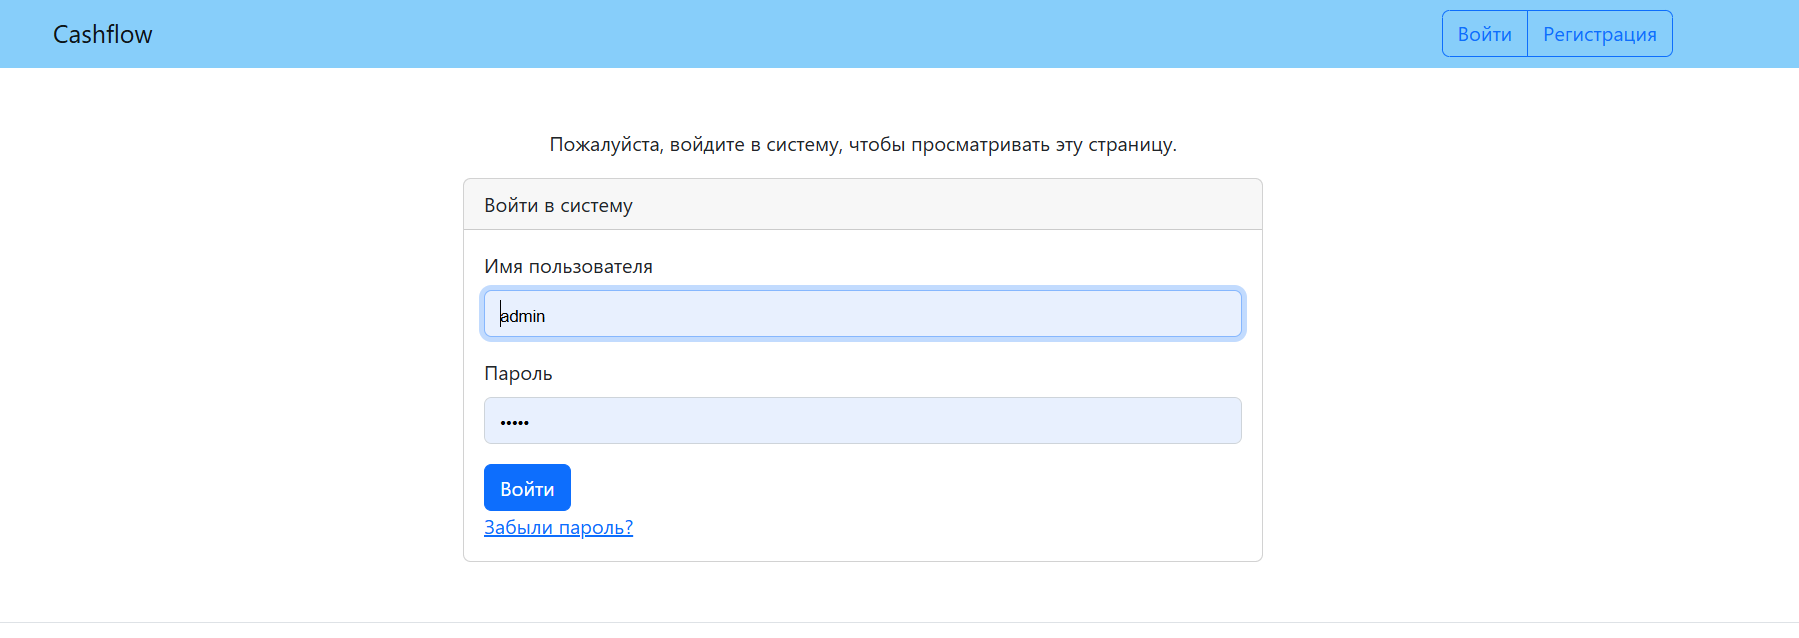 Cashflow
Войти Регистрация
Пожалуйста, войдите в систему, чтобы просматривать эту страницу.
Войти в систему
Имя пользователя
admin
Пароль
•••••
Войти
Забыли пароль?